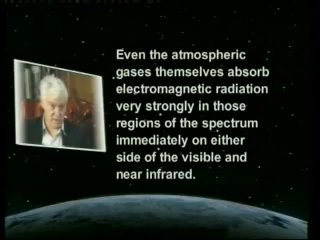 Even the atmospheric
gases themselves absorb
electromagnetic radiation
very strongly in those
regions of the spectrum
immediately on either
side of the visible and
near infrared.